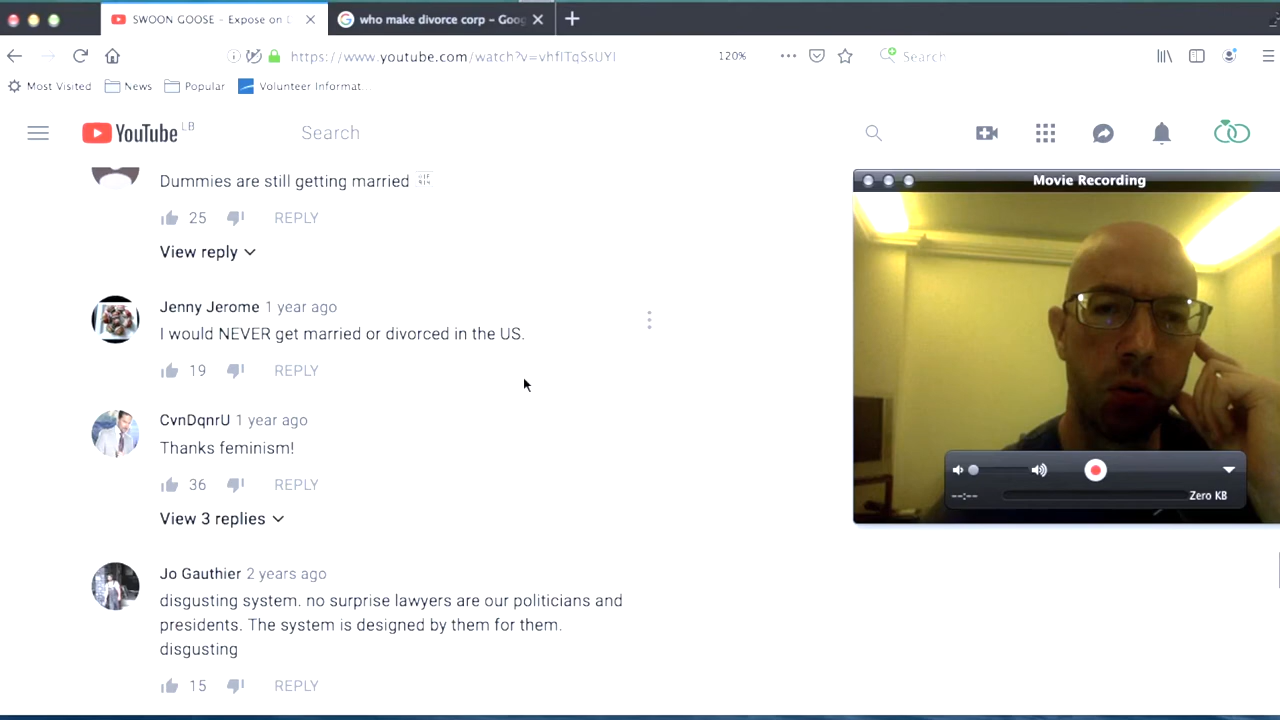 SWOON GOOSE - Expose on D
who make divorce corp – Goog
https://www.youtube.com/watch?v=vhfITqSsUYI
120%
Search
Most Visited
News
Popular
Volunteer Informat...
YouTube LB
Search
Dummies are still getting married
25
REPLY
View reply
Jenny Jerome 1 year ago
I would NEVER get married or divorced in the US.
19
REPLY
CvnDqnrU 1 year ago
Thanks feminism!
36
REPLY
View 3 replies
Jo Gauthier 2 years ago
disgusting system. no surprise lawyers are our politicians and
presidents. The system is designed by them for them.
disgusting
15
REPLY
Movie Recording
--:--
Zero KB